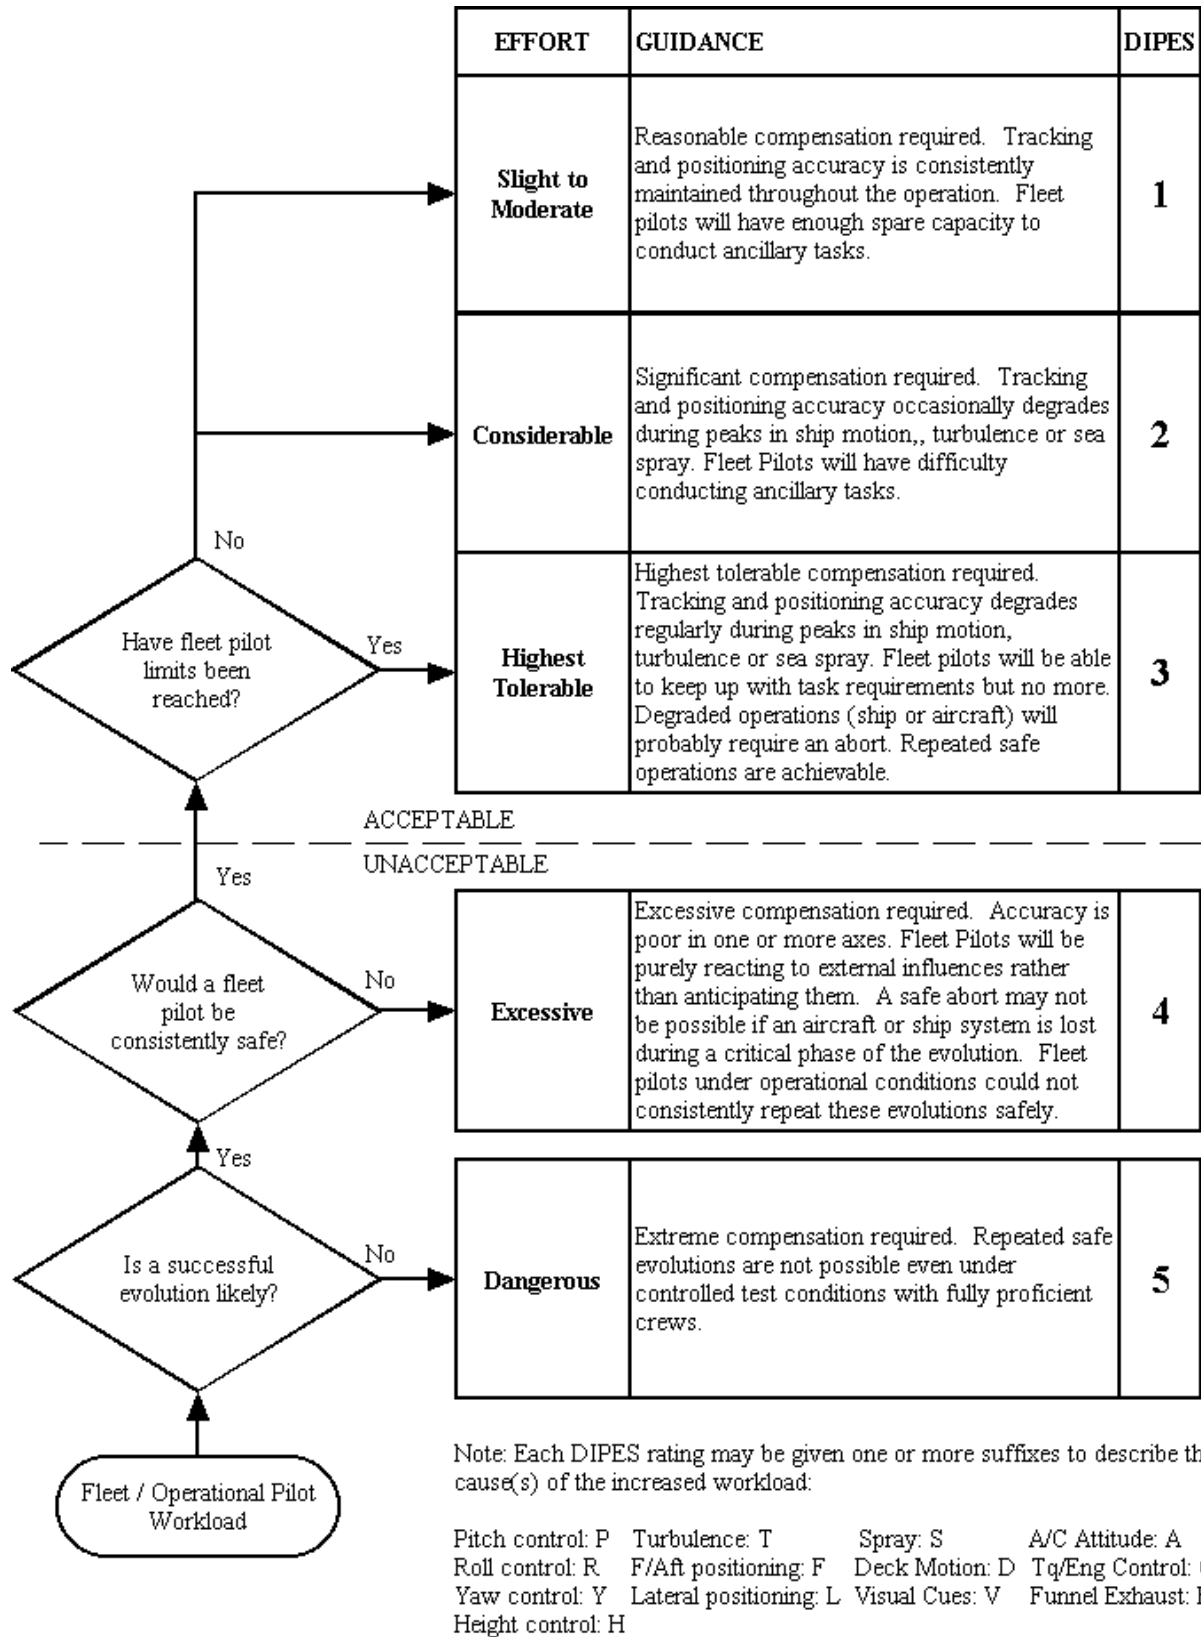 EFFORT GUIDANCE DIPES
Slight to
Moderate
Reasonable compensation required. Tracking
and positioning accuracy is consistently
maintained throughout the operation. Fleet
pilots will have enough spare capacity to
conduct ancillary tasks.
1
Considerable
Significant compensation required. Tracking
and positioning accuracy occasionally degrades
during peaks in ship motion,, turbulence or sea
spray. Fleet Pilots will have difficulty
conducting ancillary tasks.
2
No
Have fleet pilot
limits been
reached?
Yes
Highest
Tolerable
Highest tolerable compensation required.
Tracking and positioning accuracy degrades
regularly during peaks in ship motion,
turbulence or sea spray. Fleet pilots will be able
to keep up with task requirements but no more.
Degraded operations (ship or aircraft) will
probably require an abort. Repeated safe
operations are achievable.
3
ACCEPTABLE
UNACCEPTABLE
Yes
Would a fleet
pilot be
consistently safe?
No
Excessive
Excessive compensation required. Accuracy is
poor in one or more axes. Fleet Pilots will be
purely reacting to external influences rather
than anticipating them. A safe abort may not
be possible if an aircraft or ship system is lost
during a critical phase of the evolution. Fleet
pilots under operational conditions could not
consistently repeat these evolutions safely.
4
Yes
Is a successful
evolution likely?
No
Dangerous
Extreme compensation required. Repeated safe
evolutions are not possible even under
controlled test conditions with fully proficient
crews.
5
Fleet / Operational Pilot
Workload
Note: Each DIPES rating may be given one or more suffixes to describe th
cause(s) of the increased workload:
Pitch control: P Turbulence: T Spray: S A/C Attitude: A
Roll control: R F/Aft positioning: F Deck Motion: D Tq/Eng Control:
Yaw control: Y Lateral positioning: L Visual Cues: V Funnel Exhaust:
Height control: H